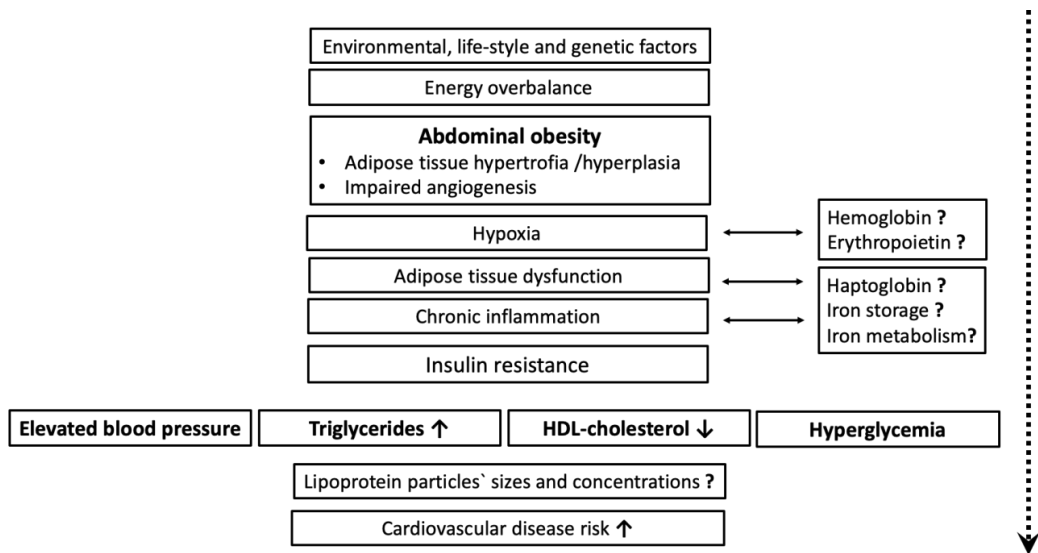 Environmental, life-style and genetic factors
Energy overbalance
Abdominal obesity
• Adipose tissue hypertrofia /hyperplasia
• Impaired angiogenesis
Hypoxia
Hemoglobin ?
Erythropoietin ?
Adipose tissue dysfunction
Chronic inflammation
Haptoglobin ?
Iron storage ?
Iron metabolism?
Insulin resistance
Elevated blood pressure
Triglycerides ↑
HDL-cholesterol ↓
Hyperglycemia
Lipoprotein particles` sizes and concentrations ?
Cardiovascular disease risk ↑